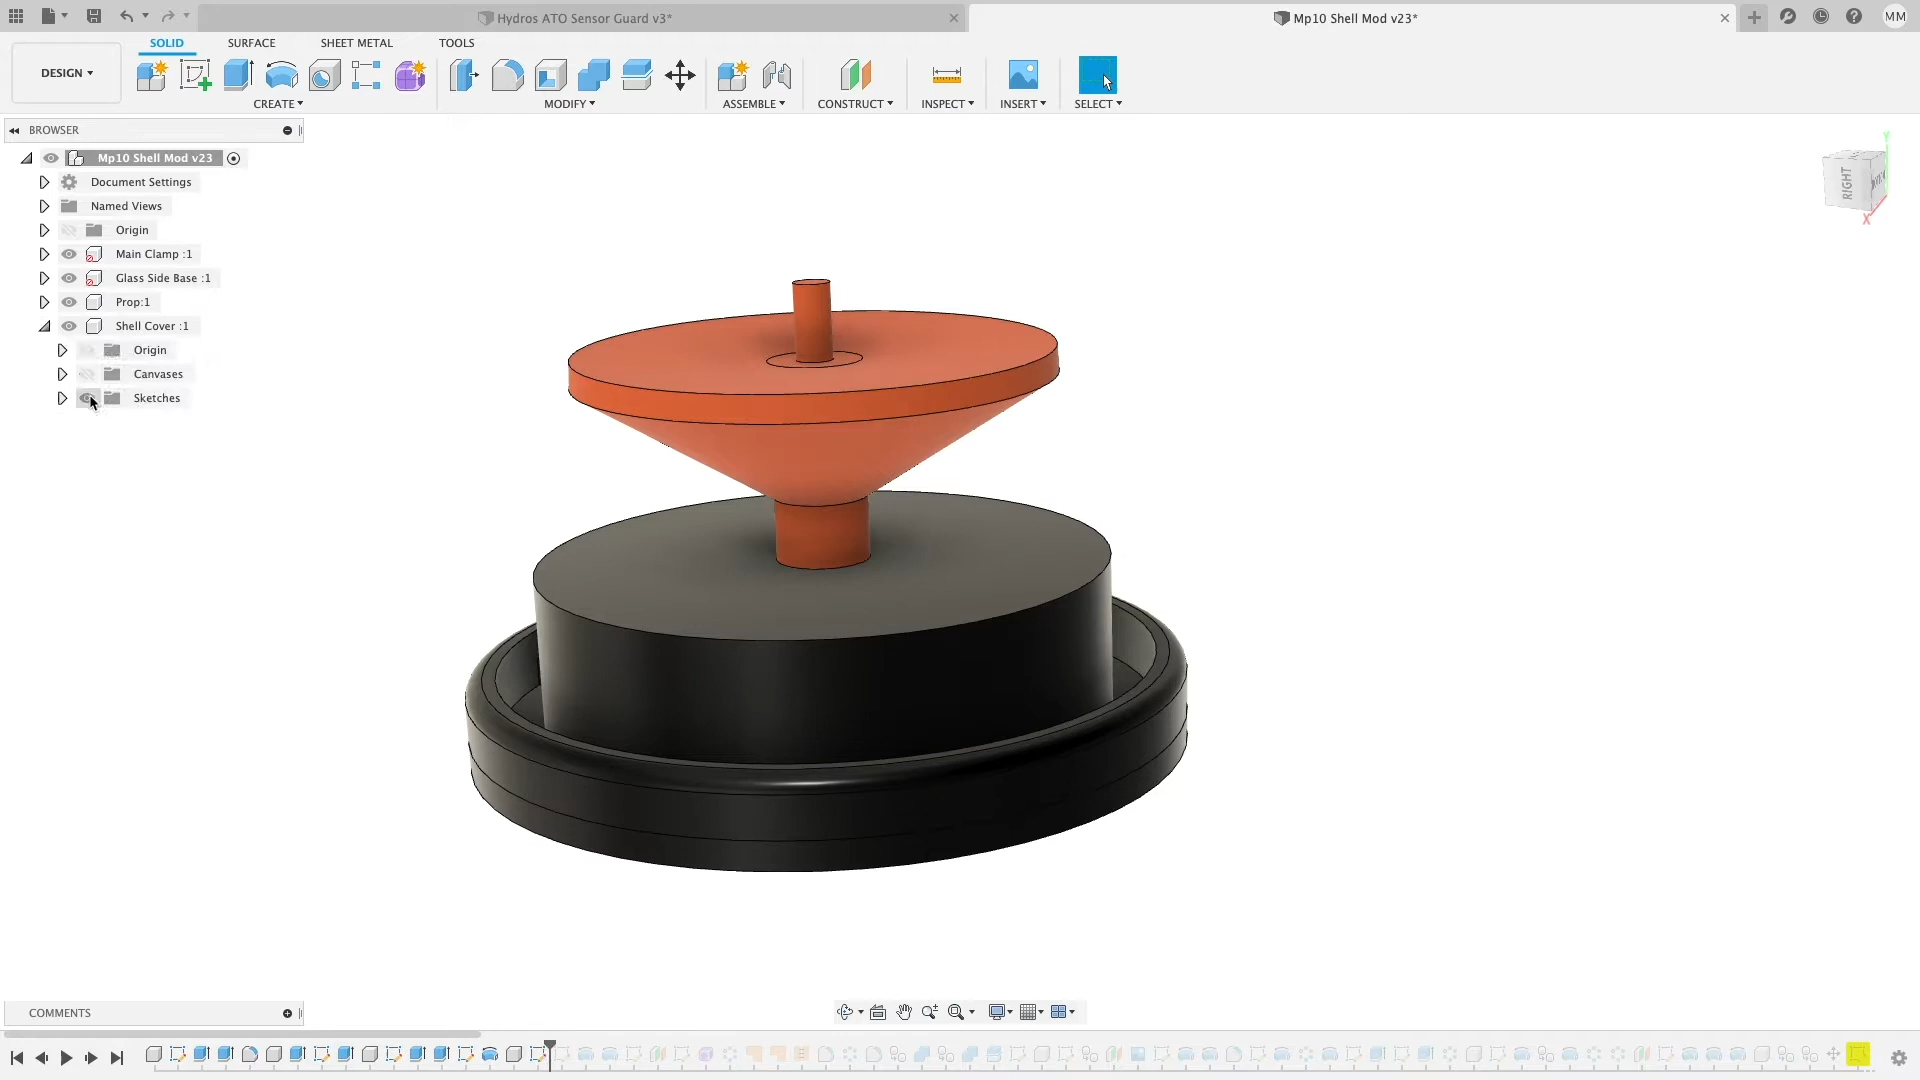 Hydros ATO Sensor Guard v3*
Mp10 Shell Mod v23*
MM
SOLID
SURFACE
SHEET METAL
TOOLS
DESIGN
CREATE
MODIFY
ASSEMBLE
CONSTRUCT
INSPECT
INSERT
SELECT
BROWSER
Mp10 Shell Mod v23
Document Settings
Named Views
Origin
Main Clamp :1
Glass Side Base :1
Prop:1
Shell Cover :1
Origin
Canvases
Sketches
Y
RIGHT
X
COMMENTS